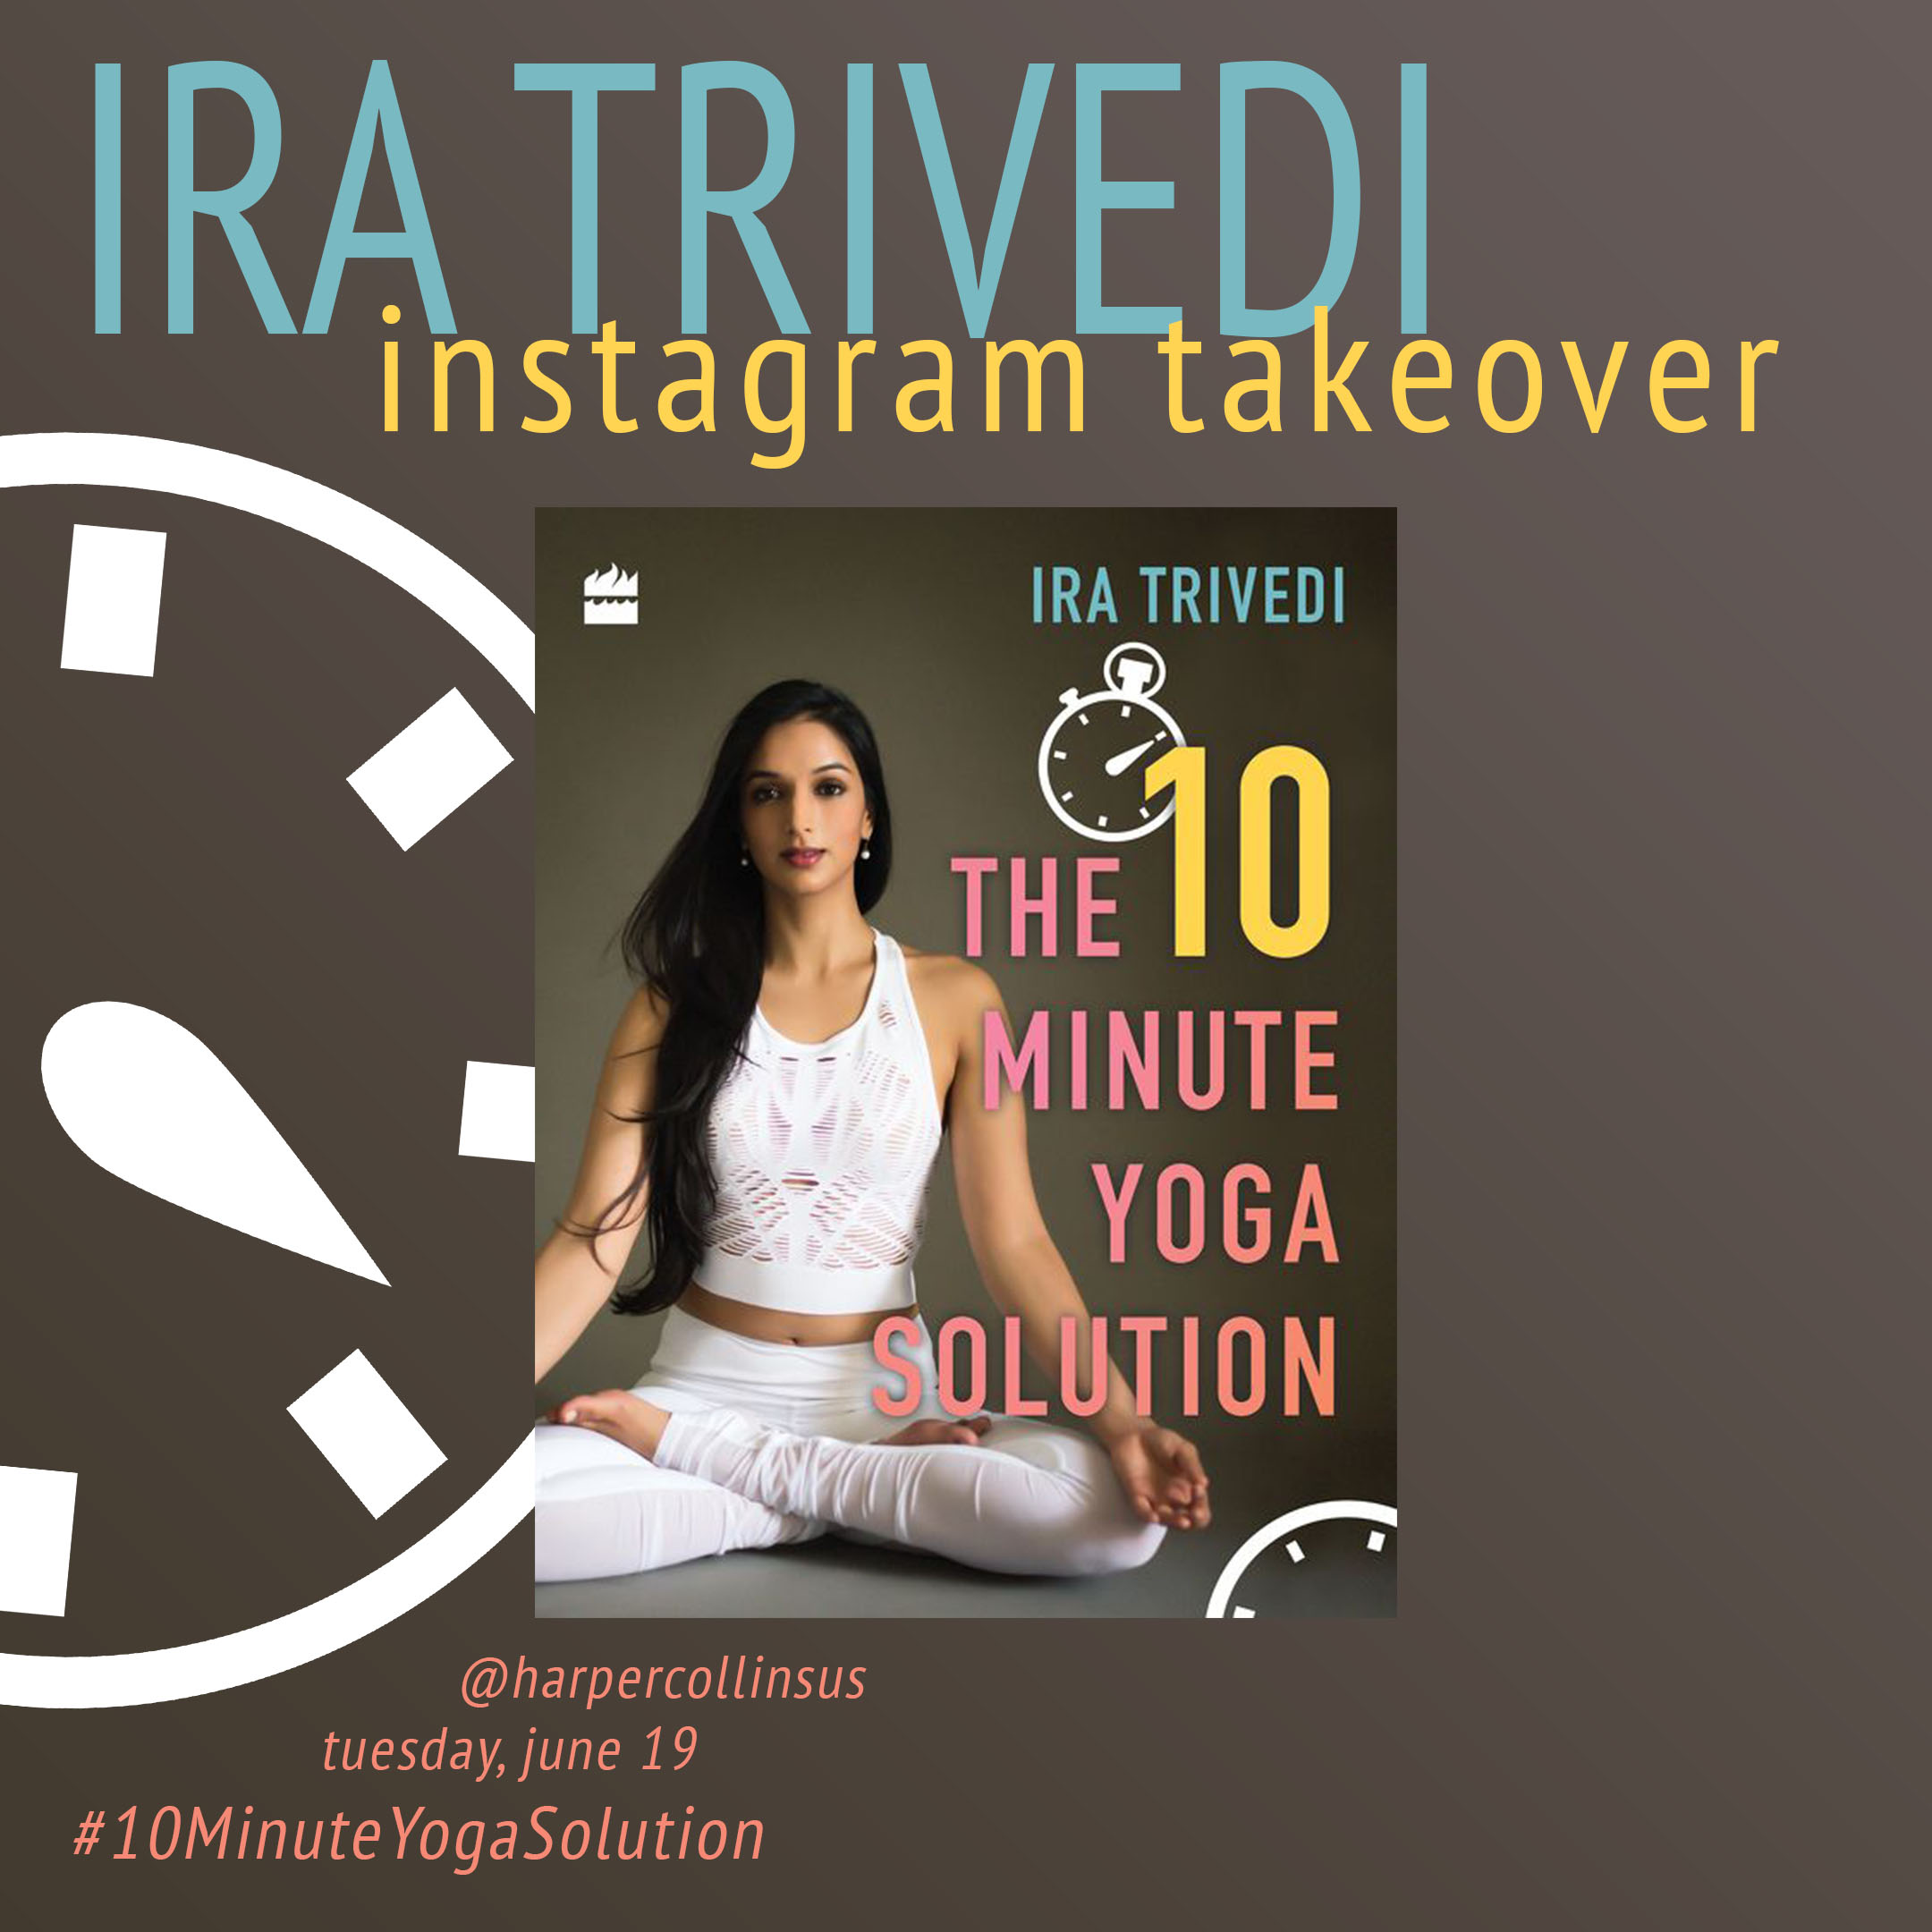 IRA TRIVEDI
instagram takeover
IRA TRIVEDI
THE 10
MINUTE
YOGA
SOLUTION
@harpercollinsus
tuesday, june 19
#10MinuteYogaSolution